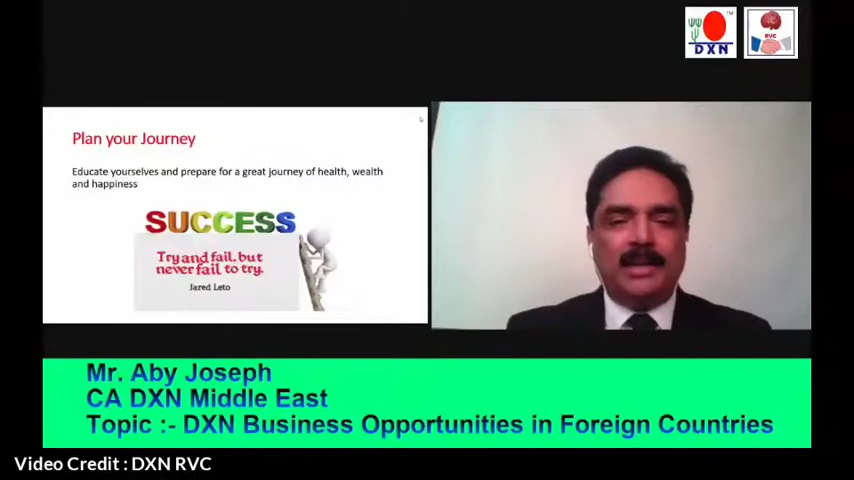 DXN
TM
RVC
Plan your Journey
Educate yourselves and prepare for a great journey of health, wealth
and happiness
SUCCESS
Try and fail, but
never fail to try.
Jared Leto
Mr. Aby Joseph
CA DXN Middle East
Topic :- DXN Business Opportunities in Foreign Countries
Video Credit : DXN RVC